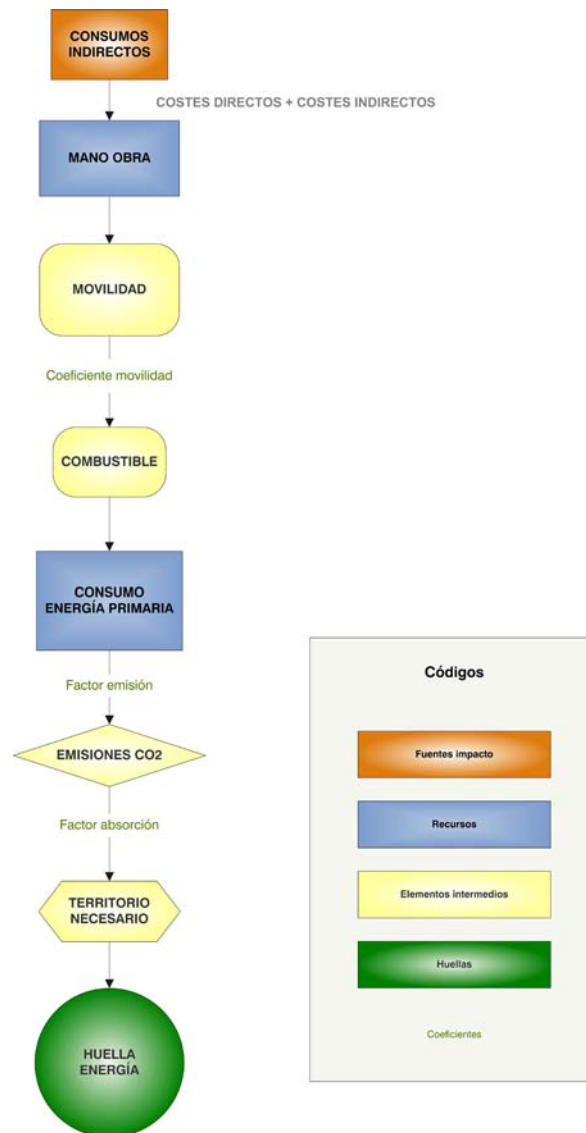 CONSUMOS
INDIRECTOS
COSTES DIRECTOS + COSTES INDIRECTOS
MANO OBRA
MOVILIDAD
Coeficiente movilidad
COMBUSTIBLE
CONSUMO
ENERGÍA PRIMARIA
Factor emisión
EMISIONES CO2
Factor absorción
TERRITORIO
NECESARIO
HUELLA
ENERGÍA
Códigos
Fuentes impacto
Recursos
Elementos intermedios
Huellas
Coeficientes